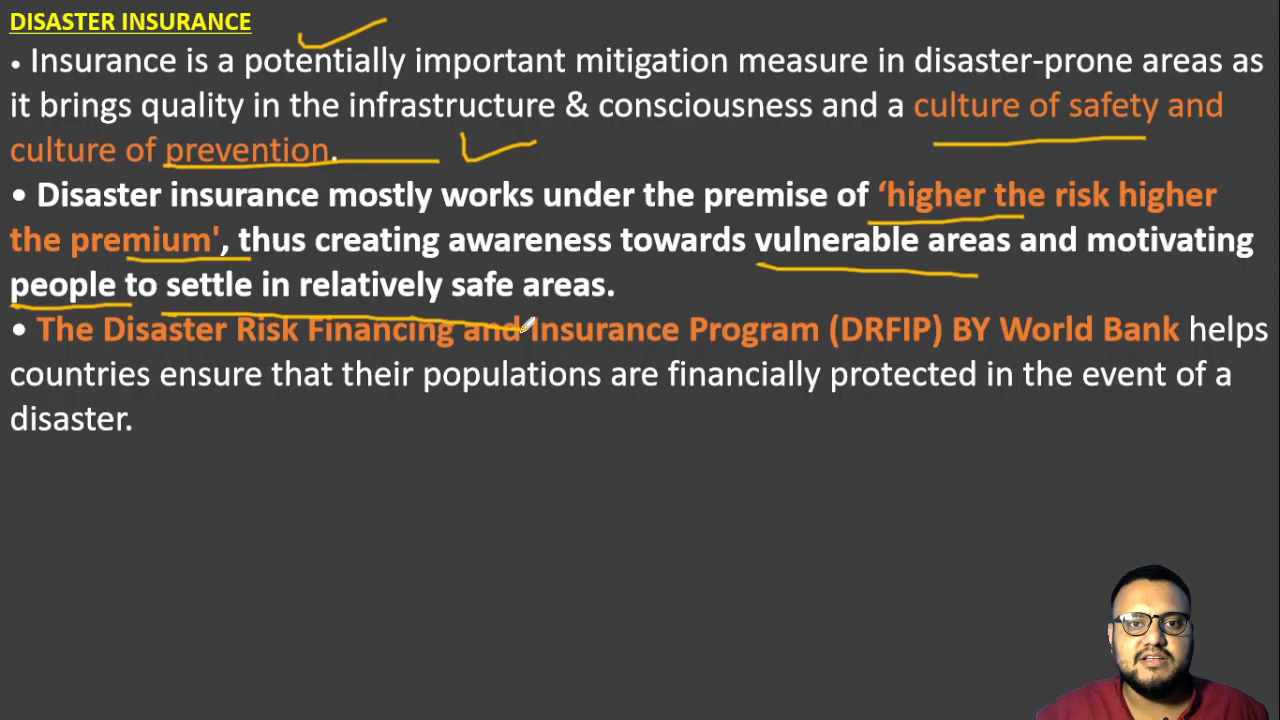 DISASTER INSURANCE
• Insurance is a potentially important mitigation measure in disaster-prone areas as
it brings quality in the infrastructure & consciousness and a culture of safety and
culture of prevention.
• Disaster insurance mostly works under the premise of ‘higher the risk higher
the premium', thus creating awareness towards vulnerable areas and motivating
people to settle in relatively safe areas.
• The Disaster Risk Financing and Insurance Program (DRFIP) BY World Bank helps
countries ensure that their populations are financially protected in the event of a
disaster.